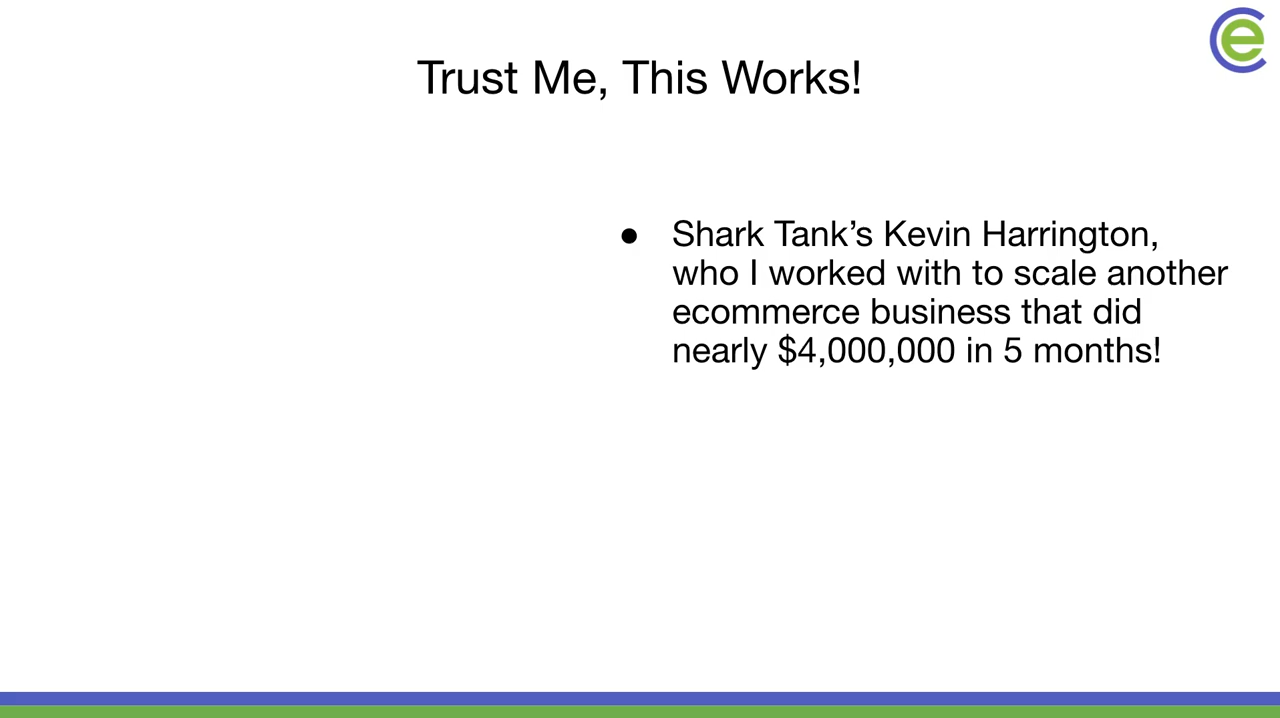 Trust Me, This Works!
● Shark Tank’s Kevin Harrington,
who I worked with to scale another
ecommerce business that did
nearly $4,000,000 in 5 months!